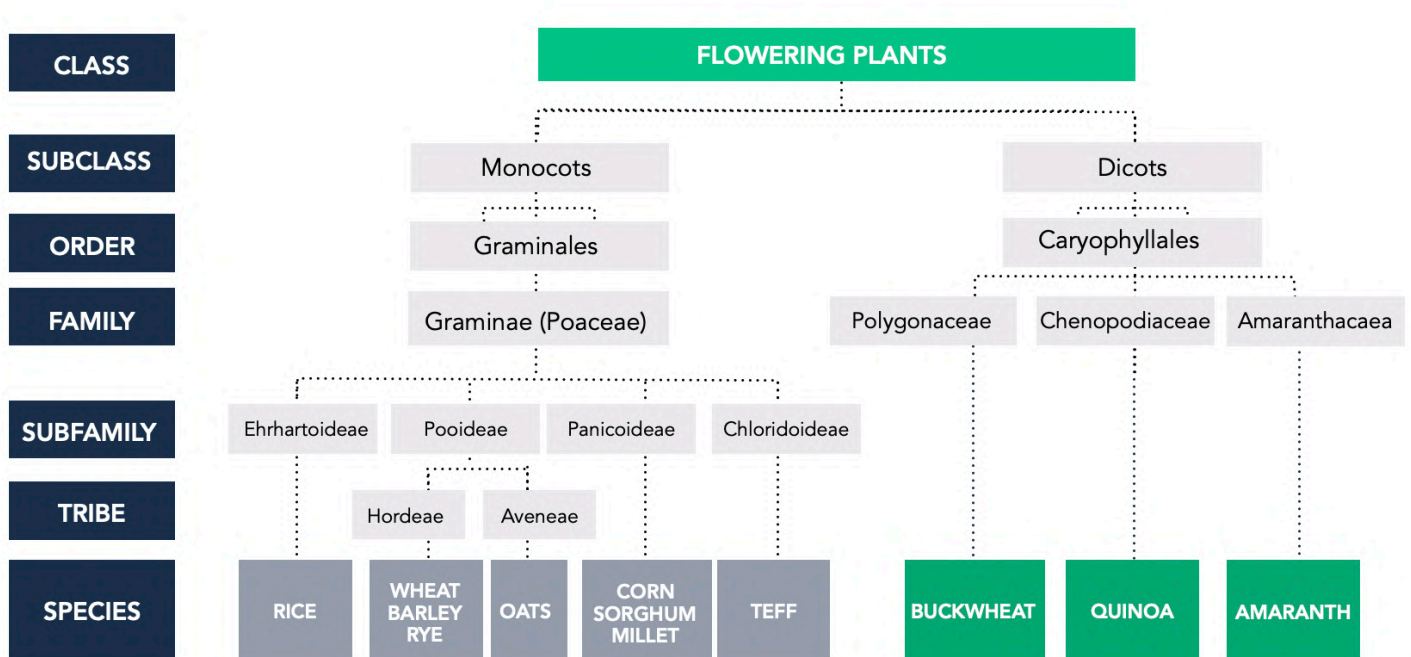 CLASS
FLOWERING PLANTS
SUBCLASS
Monocots
Dicots
ORDER
Graminales
Caryophyllales
FAMILY
Graminae (Poaceae)
Polygonaceae
Chenopodiaceae
Amaranthacaea
SUBFAMILY
Ehrhartoideae
Pooideae
Panicoideae
Chloridoideae
TRIBE
Hordeae
Aveneae
SPECIES
RICE
WHEAT
BARLEY
RYE
OATS
CORN
SORGHUM
MILLET
TEFF
BUCKWHEAT
QUINOA
AMARANTH